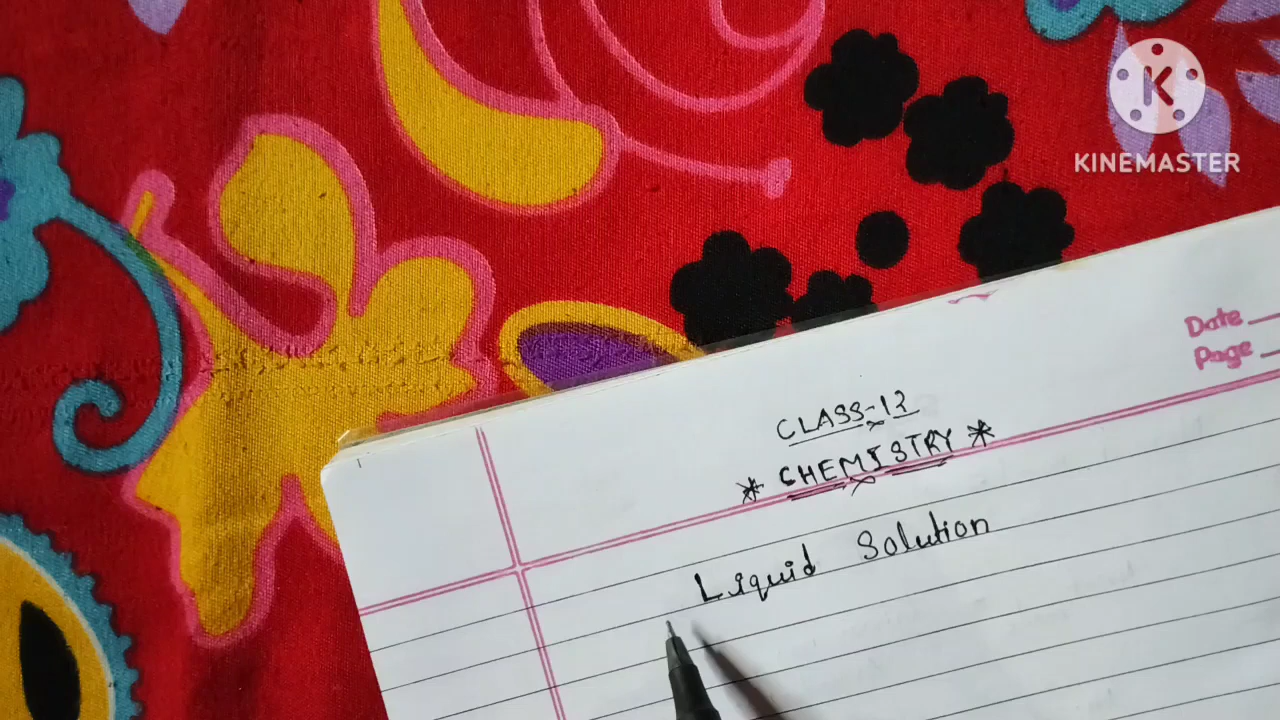 KINEMASTER
Date
Page
CLASS-12
* CHEMISTRY *
Liquid Solution